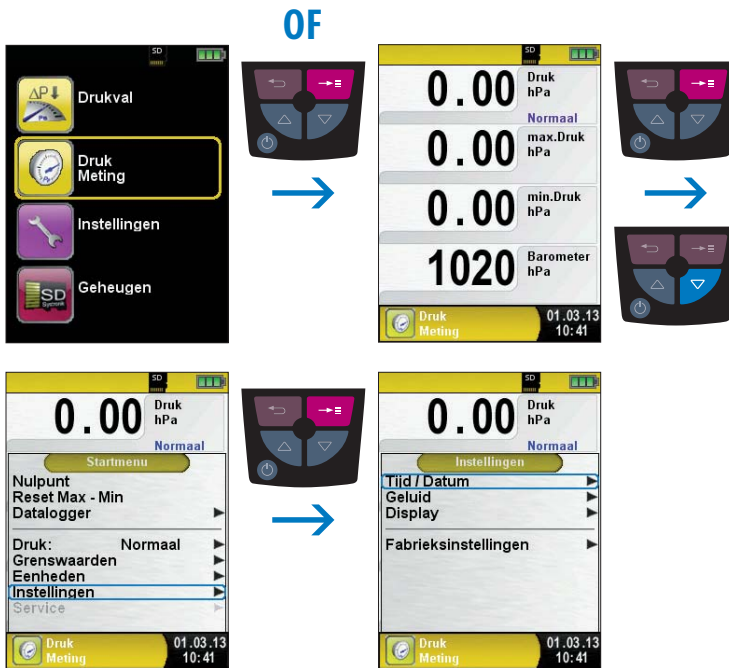 OF
SD
ΔP
Pa
Drukval
Druk
Meting
Instellingen
SD
Geheugen
SD
0.00 Druk
hPa
Normaal
0.00 max.Druk
hPa
0.00 min.Druk
hPa
1020 Barometer
hPa
Druk
Meting
01.03.13
10:41
SD
0.00 Druk
hPa
Normaal
Startmenu
Nulpunt
Reset Max - Min
Datalogger
Druk: Normaal
Grenswaarden
Eenheden
Instellingen
Service
Druk
Meting
01.03.13
10:41
SD
0.00 Druk
hPa
Normaal
Instellingen
Tijd / Datum
Geluid
Display
Fabrieksinstellingen
Druk
Meting
01.03.13
10:41